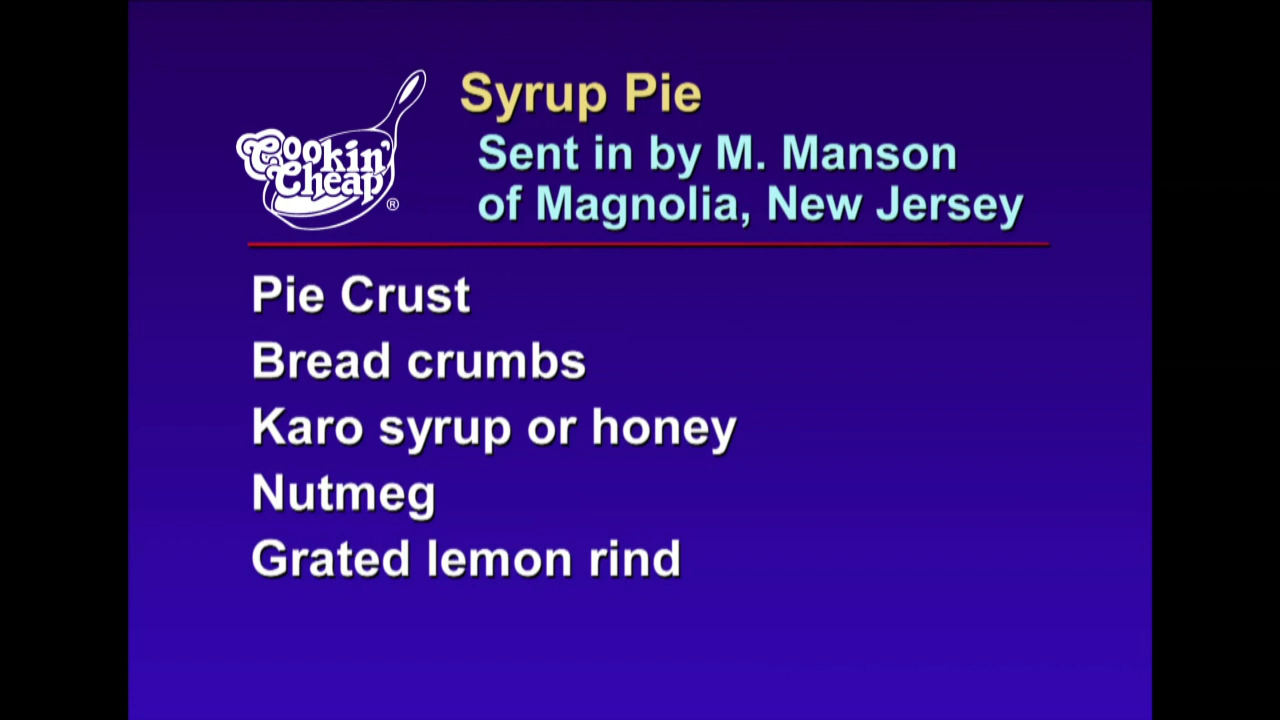 Cookin'
Cheap
®
Syrup Pie
Sent in by M. Manson
of Magnolia, New Jersey
Pie Crust
Bread crumbs
Karo syrup or honey
Nutmeg
Grated lemon rind